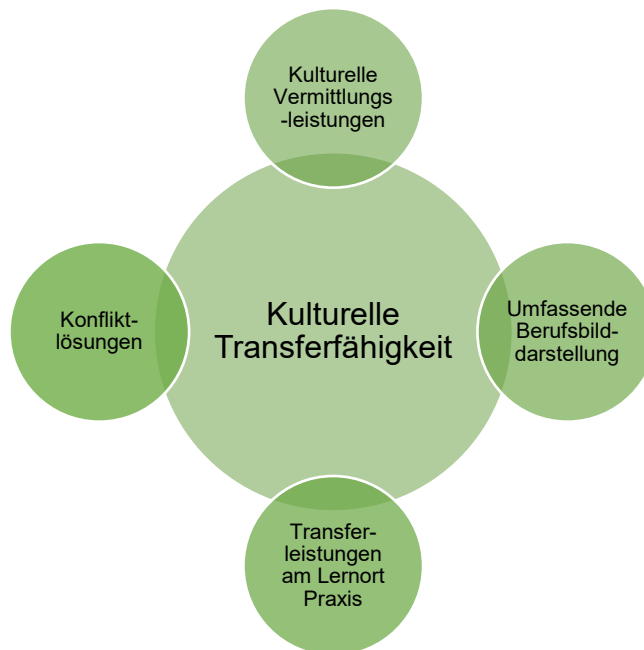 Kulturelle
Vermittlungs
-leistungen
Konflikt-
lösungen
Kulturelle
Transferfähigkeit
Umfassende
Berufsbild-
darstellung
Transfer-
leistungen
am Lernort
Praxis